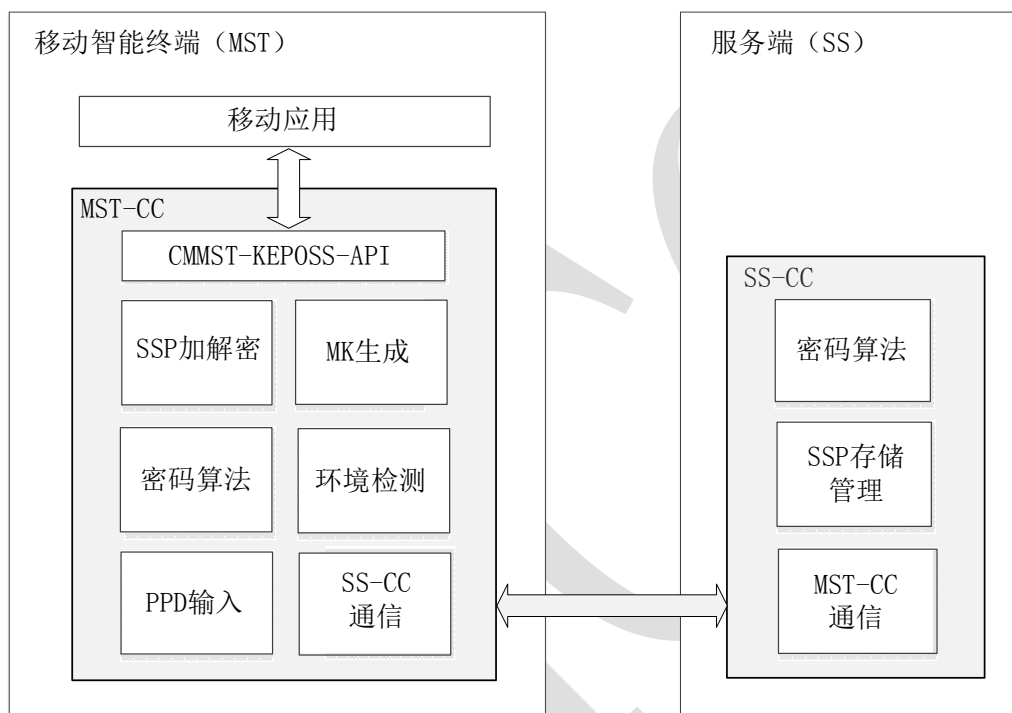 移动智能终端（MST）
移动应用
MST-CC
CMMST-KEPOSS-API
SSP加解密
MK生成
密码算法
环境检测
PPD输入
SS-CC
通信
服务端（SS）
SS-CC
密码算法
SSP存储
管理
MST-CC
通信